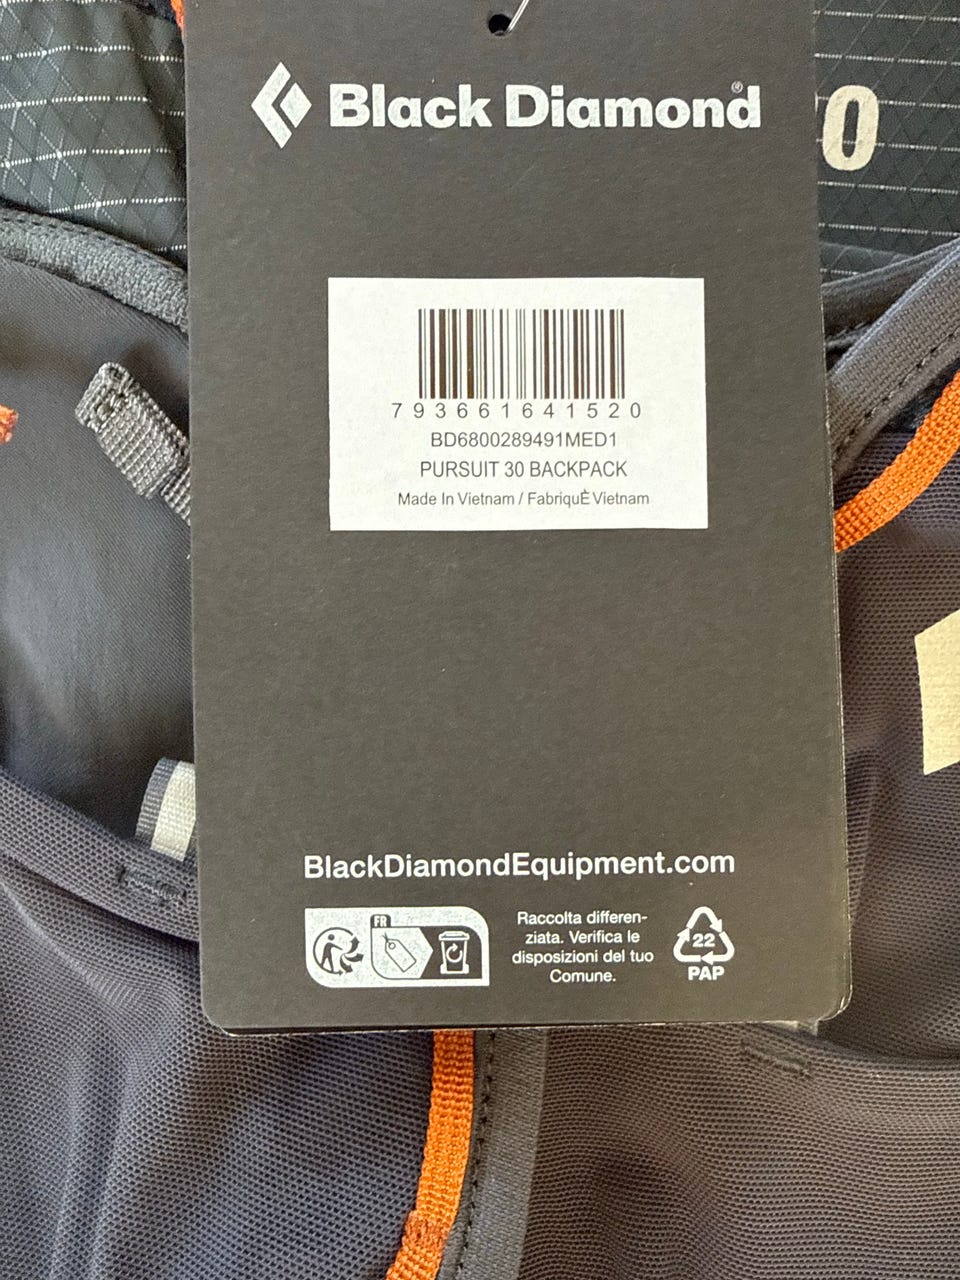 Black Diamond®
0
793661641520
BD6800289491MED1
PURSUIT 30 BACKPACK
Made In Vietnam / FabriquÈ Vietnam
BlackDiamondEquipment.com
FR
Raccolta differen-
ziata. Verifica le
disposizioni del tuo
Comune.
22
PAP